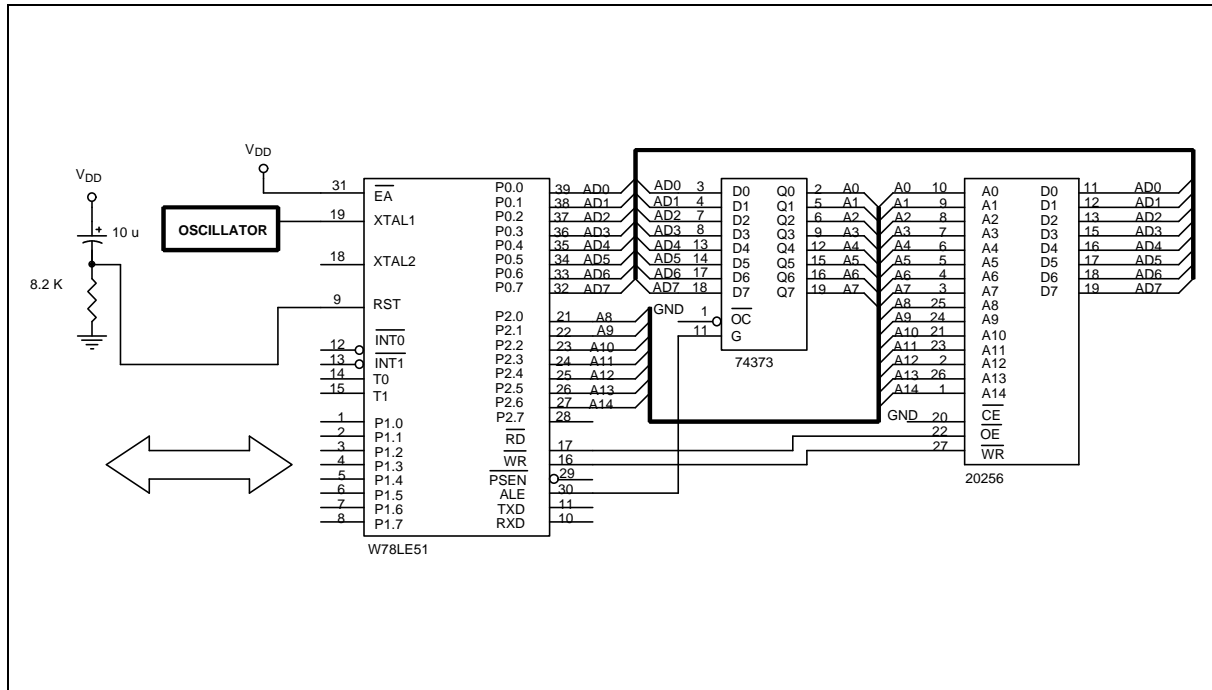 VDD
10 u
8.2 K
VDD
OSCILLATOR
31 EA
19 XTAL1
18 XTAL2
9 RST
12 INT0
13 INT1
14 T0
15 T1
1 P1.0
2 P1.1
3 P1.2
4 P1.3
5 P1.4
6 P1.5
7 P1.6
8 P1.7
P0.0 39 AD0
P0.1 38 AD1
P0.2 37 AD2
P0.3 36 AD3
P0.4 35 AD4
P0.5 34 AD5
P0.6 33 AD6
P0.7 32 AD7
P2.0 21 A8
P2.1 22 A9
P2.2 23 A10
P2.3 24 A11
P2.4 25 A12
P2.5 26 A13
P2.6 27 A14
P2.7 28
RD 17
WR 16
PSEN 29
ALE 30
TXD 11
RXD 10
W78LE51
AD0 3 D0 Q0 2 A0
AD1 4 D1 Q1 5 A1
AD2 7 D2 Q2 6 A2
AD3 8 D3 Q3 9 A3
AD4 13 D4 Q4 12 A4
AD5 14 D5 Q5 15 A5
AD6 17 D6 Q6 16 A6
AD7 18 D7 Q7 19 A7
GND 1 OC
11 G
74373
A0 10 A0 D0 11 AD0
A1 9 A1 D1 12 AD1
A2 8 A2 D2 13 AD2
A3 7 A3 D3 15 AD3
A4 6 A4 D4 16 AD4
A5 5 A5 D5 17 AD5
A6 4 A6 D6 18 AD6
A7 3 A7 D7 19 AD7
A8 25 A8
A9 24 A9
A10 21 A10
A11 23 A11
A12 2 A12
A13 26 A13
A14 1 A14
GND 20 CE
22 OE
27 WR
20256